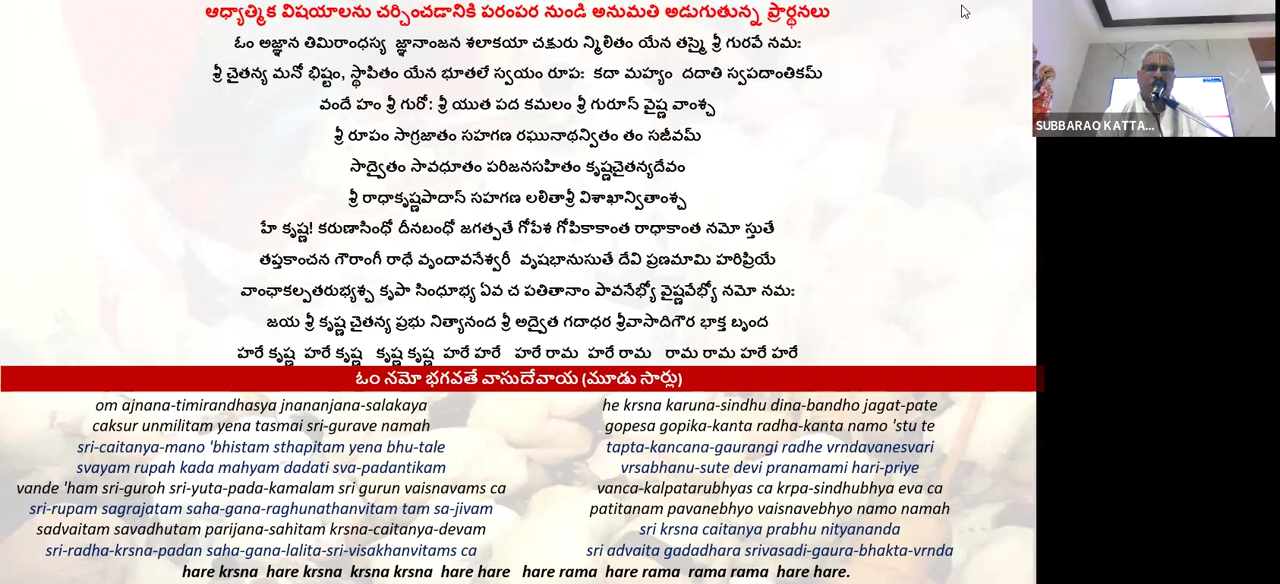 ఆధ్యాత్మిక విషయాలను చర్చించడానికి పరంపర నుండి అనుమతి అడుగుతున్న ప్రార్థనలు
ఓం అజ్ఞాన తిమిరాంధస్య జ్ఞానాంజన శలాకయా చక్షురు న్మిలితం యేన తస్మై శ్రీ గురవే నమః
శ్రీ చైతన్య మనో భిష్టం, స్థాపితం యేన భూతలే స్వయం రూపః కదా మహ్యం దదాతి స్వపదాంతికమ్
వందే హం శ్రీ గురో: శ్రీ యుత పద కమలం శ్రీ గురూస్ వైష్ణ వాంశ్చ
శ్రీ రూపం సాగ్రజాతం సహగణ రఘునాథన్వితం తం సజీవమ్
సాద్వైతం సావధూతం పరిజనసహితం కృష్ణచైతన్యదేవం
శ్రీ రాధాకృష్ణపాదాస్ సహగణ లలితాశ్రీ విశాఖాన్వితాంశ్చ
హే కృష్ణ! కరుణాసింధో దీనబంధో జగత్పతే గోపేశ గోపికాకాంత రాధాకాంత నమో స్తుతే
తప్తకాంచన గౌరాంగీ రాధే వృందావనేశ్వరీ వృషభానుసుతే దేవి ప్రణమామి హరిప్రియే
వాంఛాకల్పతరుభ్యశ్చ కృపా సింధూభ్య ఏవ చ పతితానాం పావనేభ్యో వైష్ణవేభ్యో నమో నమః
జయ శ్రీ కృష్ణ చైతన్య ప్రభు నిత్యానంద శ్రీ అద్వైత గదాధర శ్రీవాసాదిగౌర భాక్త బృంద
హరే కృష్ణ హరే కృష్ణ కృష్ణ కృష్ణ హరే హరే హరే రామ హరే రామ రామ రామ హరే హరే
ఓం నమో భగవతే వాసుదేవాయ (మూడు సార్లు)
om ajnana-timirandhasya jnananjana-salakaya
caksur unmilitam yena tasmai sri-gurave namah
sri-caitanya-mano 'bhistam sthapitam yena bhu-tale
svayam rupah kada mahyam dadati sva-padantikam
vande 'ham sri-guroh sri-yuta-pada-kamalam sri gurun vaisnavams ca
sri-rupam sagrajatam saha-gana-raghunathanvitam tam sa-jivam
sadvaitam savadhutam parijana-sahitam krsna-caitanya-devam
sri-radha-krsna-padan saha-gana-lalita-sri-visakhanvitams ca
he krsna karuna-sindhu dina-bandho jagat-pate
gopesa gopika-kanta radha-kanta namo 'stu te
tapta-kancana-gaurangi radhe vrndavanesvari
vrsabhanu-sute devi pranamami hari-priye
vanca-kalpatarubhyas ca krpa-sindhubhya eva ca
patitanam pavanebhyo vaisnavebhyo namo namah
sri krsna caitanya prabhu nityananda
sri advaita gadadhara srivasadi-gaura-bhakta-vrnda
hare krsna hare krsna krsna krsna hare hare hare rama hare rama rama rama hare hare.
SUBBARAO KATTA...